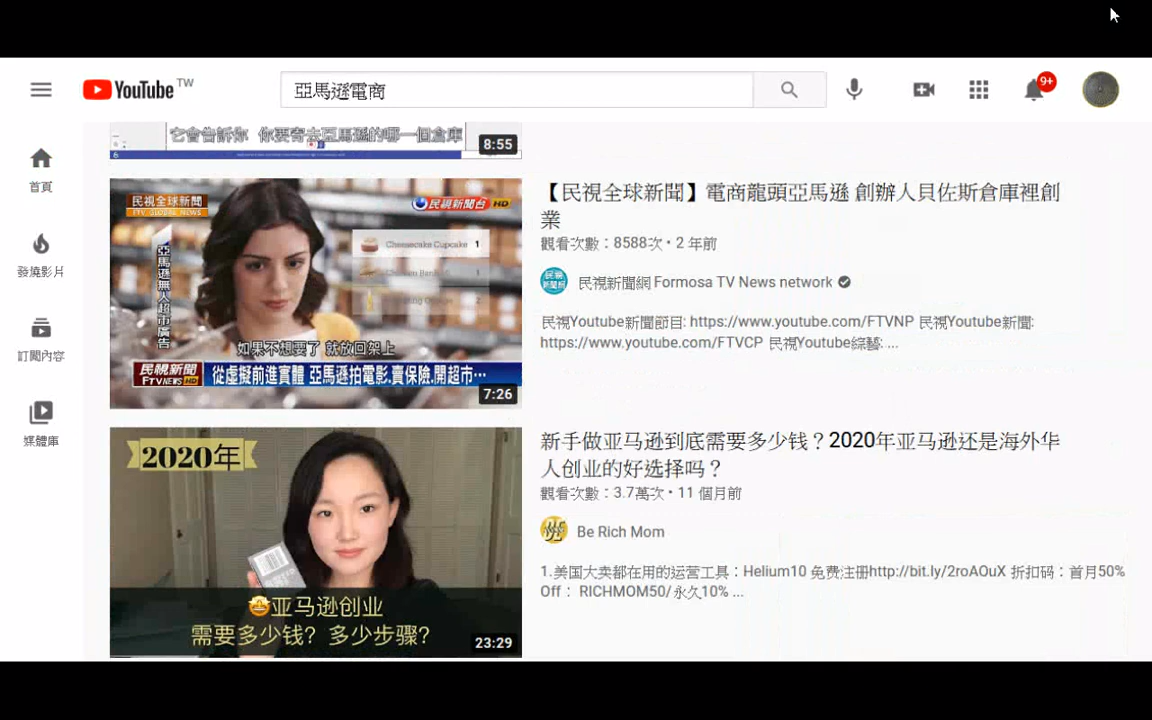 YouTube TW
亞馬遜電商
9+
首頁
發燒影片
訂閱內容
媒體庫
它會告訴你 你要寄去亞馬遜的哪一個倉庫
8:55
民視全球新聞
FTV GLOBAL NEWS
民視新聞台 HD
亞馬遜無人超市廣告
Cheesecake Cupcake 1
如果不想要了 就放回架上
民視新聞
FTV NEWS HD
從虛擬前進實體 亞馬遜拍電影.賣保險.開超市…
7:26
【民視全球新聞】電商龍頭亞馬遜 創辦人貝佐斯倉庫裡創
業
觀看次數：8588次 • 2 年前
民視新聞網 Formosa TV News network
民視Youtube新聞節目: https://www.youtube.com/FTVNP 民視Youtube新聞:
https://www.youtube.com/FTVCP 民視Youtube綜藝: ...
2020年
🤩亚马逊创业
需要多少钱？多少步骤？
23:29
新手做亚马逊到底需要多少钱？2020年亚马逊还是海外华
人创业的好选择吗？
觀看次數：3.7萬次 • 11 個月前
Be Rich Mom
1.美国大卖都在用的运营工具：Helium10 免费注册http://bit.ly/2roAOuX 折扣码：首月50%
Off： RICHMOM50/永久10% ...